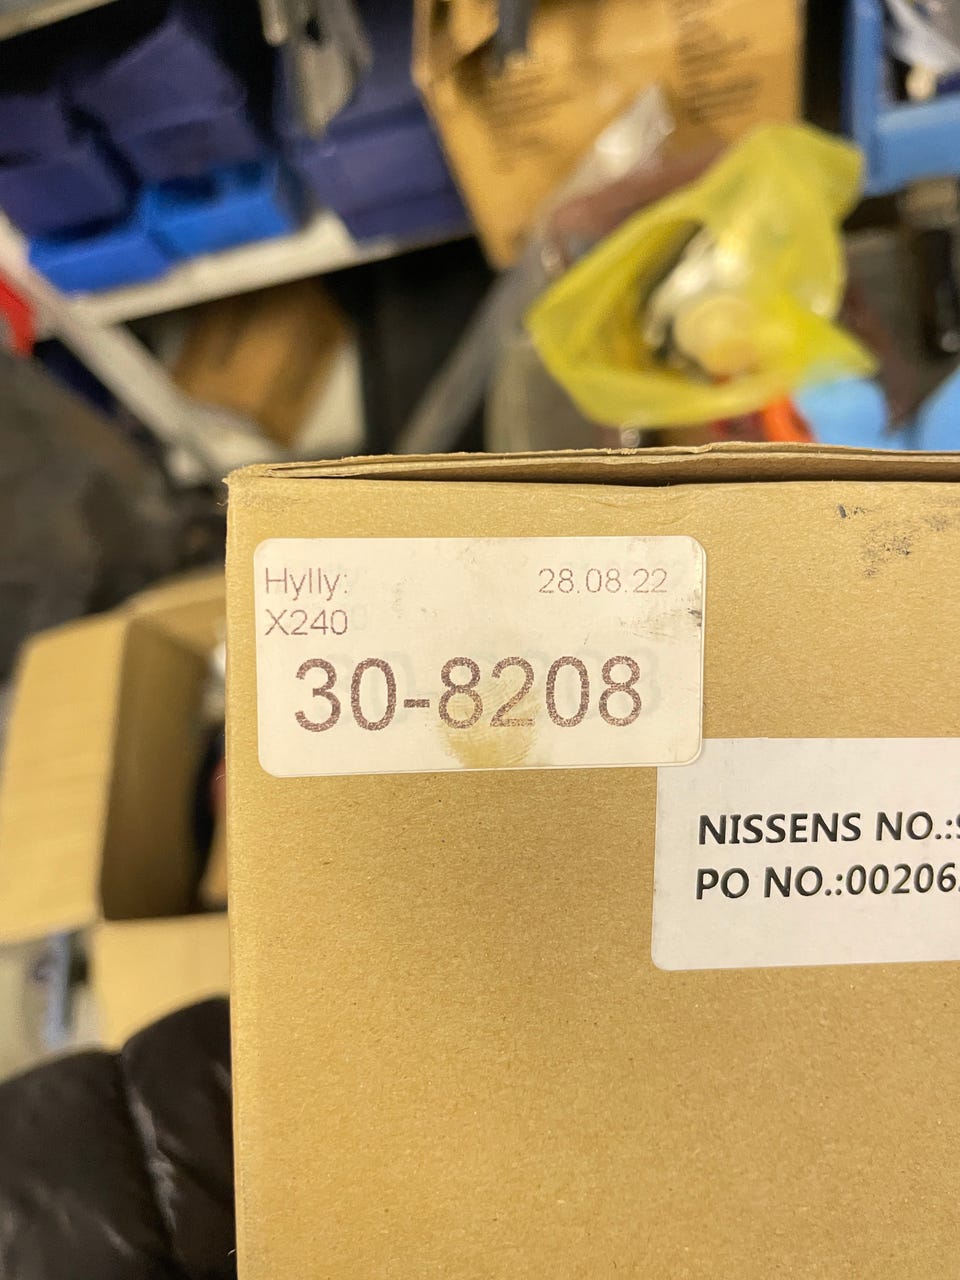 Hylly:
28.08.22
X240
30-8208
NISSENS NO.:
PO NO.:00206